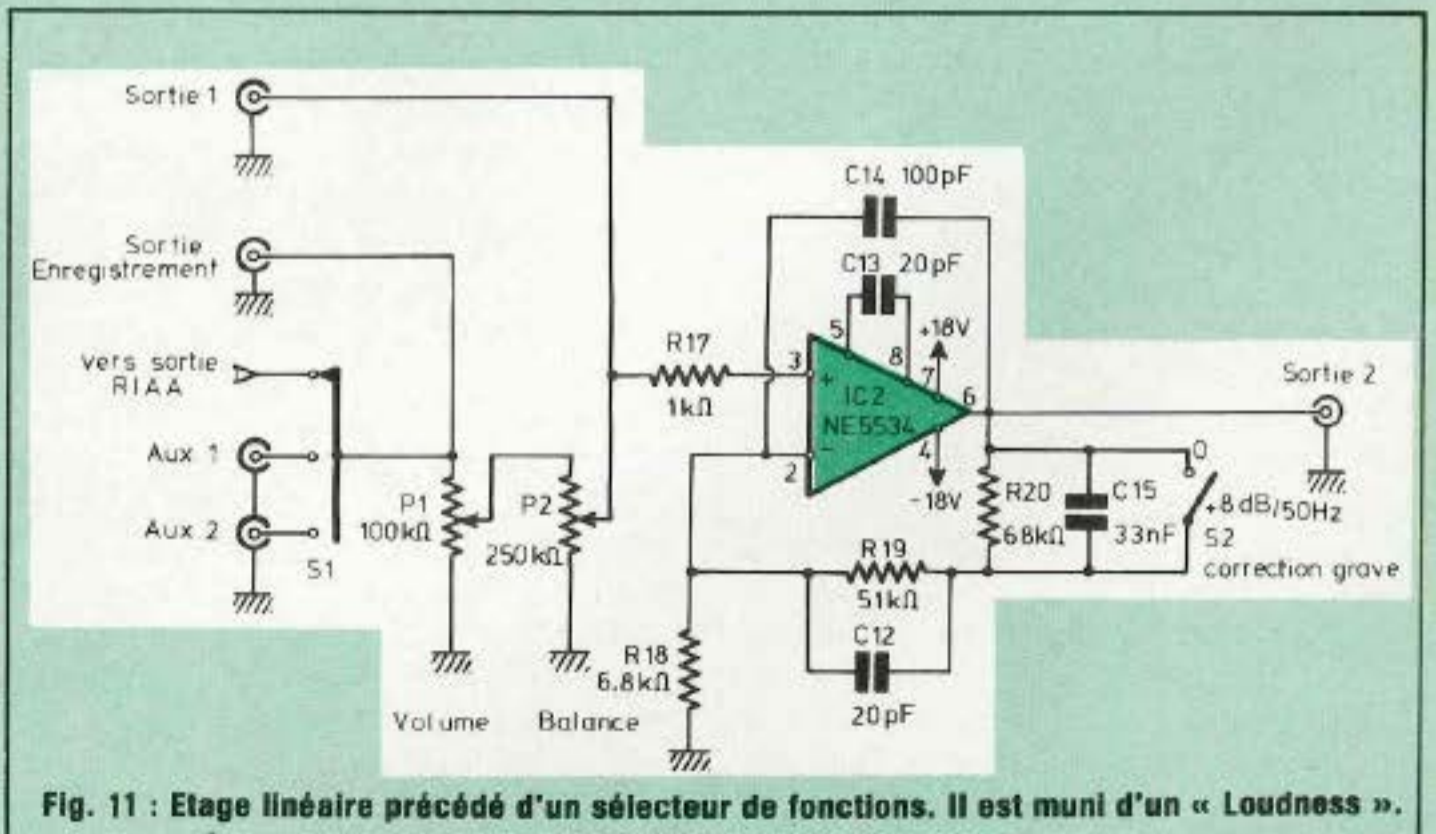 Sortie 1
Sortie
Enregistrement
vers sortie
RIAA
Aux 1
Aux 2
S1
P1
100kΩ
P2
250kΩ
Volume
Balance
R17
1kΩ
C14 100pF
C13 20pF
5
8
+18V
7
3
+
IC2
NE5534
6
-
2
4
-18V
Sortie 2
R20
68kΩ
C15
33nF
0
+8dB/50Hz
S2
correction grave
R19
51kΩ
C12
20pF
R18
6.8kΩ
Fig. 11 : Etage linéaire précédé d'un sélecteur de fonctions. Il est muni d'un « Loudness ».